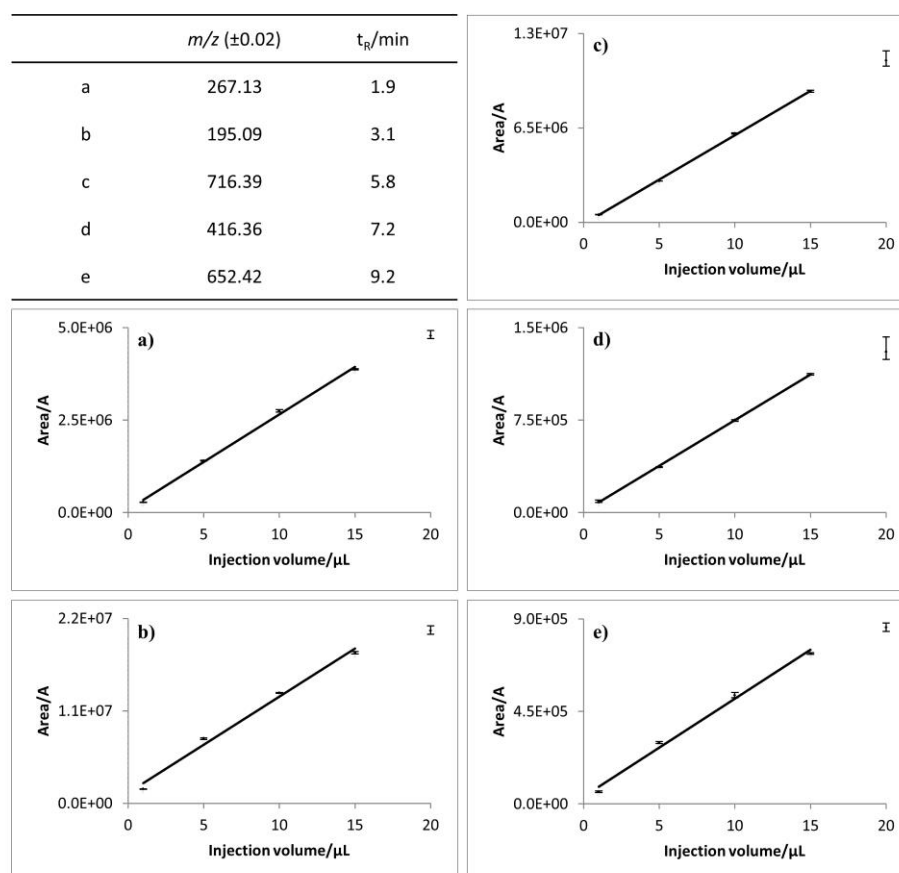 m/z (±0.02) tR/min
a 267.13 1.9
b 195.09 3.1
c 716.39 5.8
d 416.36 7.2
e 652.42 9.2
c)
1.3E+07
6.5E+06
0.0E+00
Area/A
0 5 10 15 20
Injection volume/µL
a)
5.0E+06
2.5E+06
0.0E+00
Area/A
0 5 10 15 20
Injection volume/µL
d)
1.5E+06
7.5E+05
0.0E+00
Area/A
0 5 10 15 20
Injection volume/µL
b)
2.2E+07
1.1E+07
0.0E+00
Area/A
0 5 10 15 20
Injection volume/µL
e)
9.0E+05
4.5E+05
0.0E+00
Area/A
0 5 10 15 20
Injection volume/µL